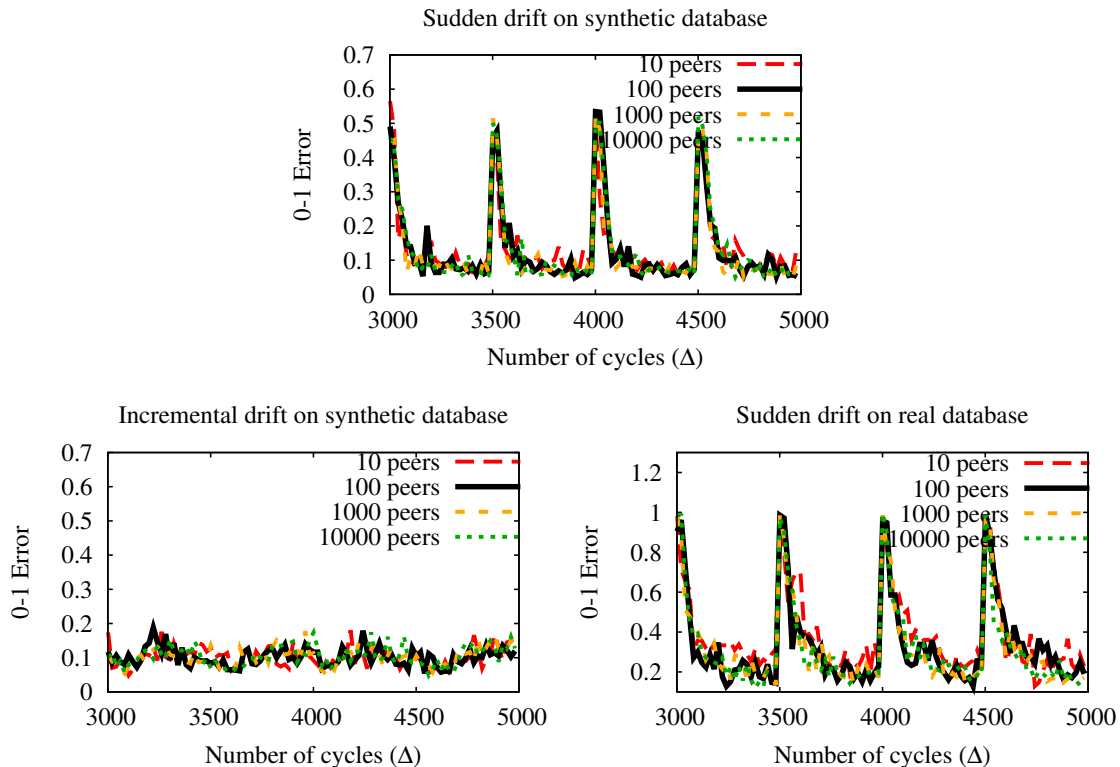 Sudden drift on synthetic database
0.7
0.6
0.5
0.4
0.3
0.2
0.1
0
0-1 Error
10 peers
100 peers
1000 peers
10000 peers
3000 3500 4000 4500 5000
Number of cycles (Δ)
Incremental drift on synthetic database
0.7
0.6
0.5
0.4
0.3
0.2
0.1
0
0-1 Error
10 peers
100 peers
1000 peers
10000 peers
3000 3500 4000 4500 5000
Number of cycles (Δ)
Sudden drift on real database
1.2
1
0.8
0.6
0.4
0.2
0-1 Error
10 peers
100 peers
1000 peers
10000 peers
3000 3500 4000 4500 5000
Number of cycles (Δ)